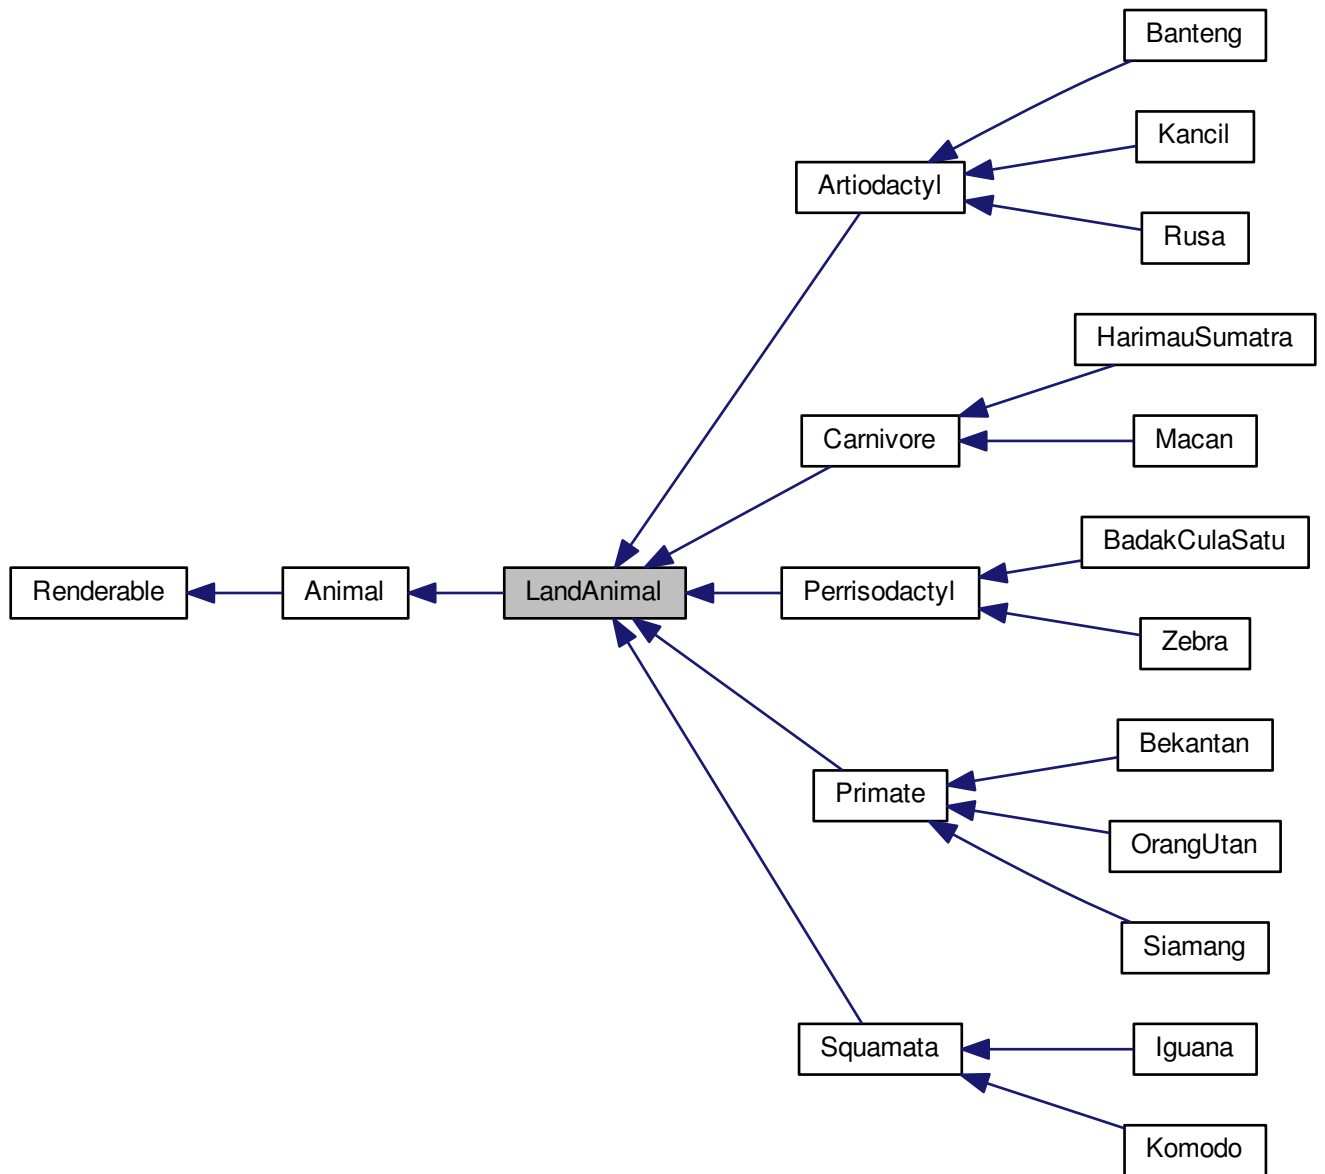 Banteng
Kancil
Artiodactyl
Rusa
HarimauSumatra
Carnivore
Macan
BadakCulaSatu
Renderable
Animal
LandAnimal
Perrisodactyl
Zebra
Bekantan
Primate
OrangUtan
Siamang
Squamata
Iguana
Komodo